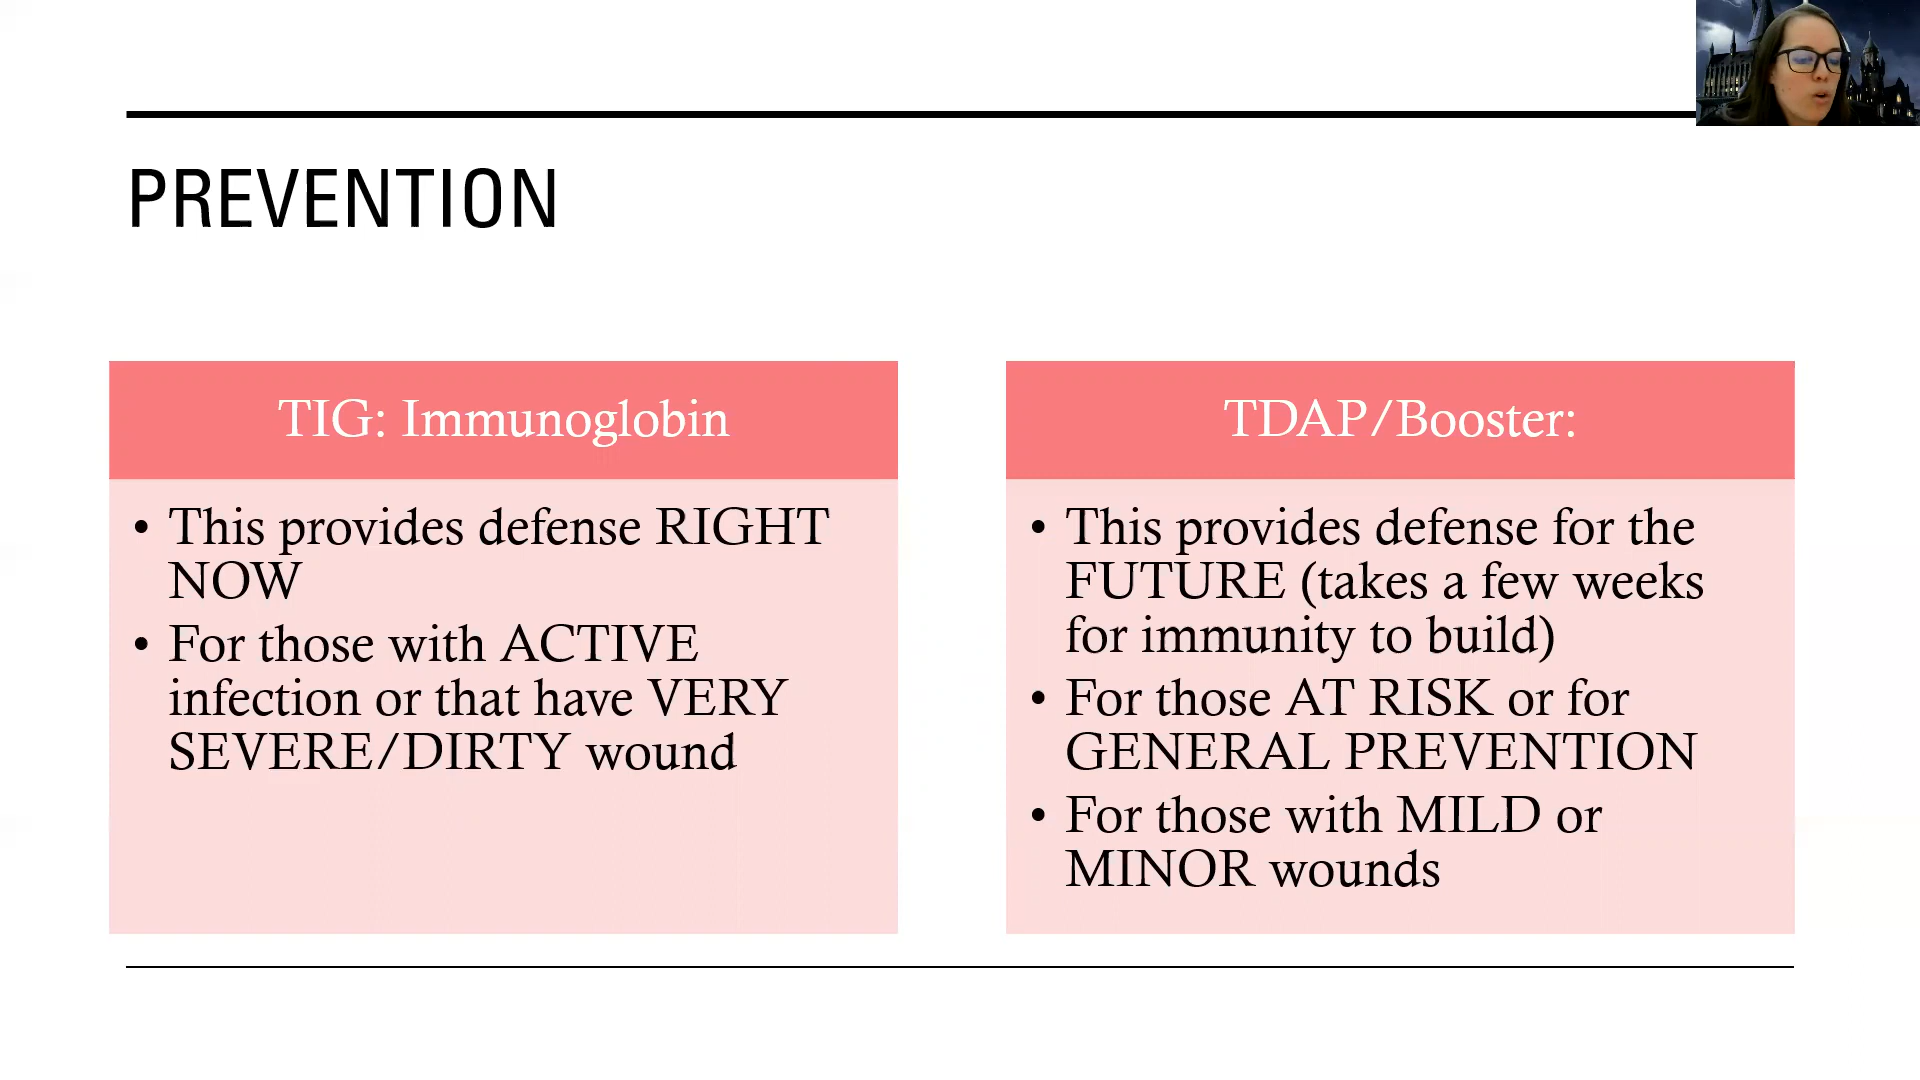 PREVENTION
TIG: Immunoglobin
• This provides defense RIGHT
NOW
• For those with ACTIVE
infection or that have VERY
SEVERE/DIRTY wound
TDAP/Booster:
• This provides defense for the
FUTURE (takes a few weeks
for immunity to build)
• For those AT RISK or for
GENERAL PREVENTION
• For those with MILD or
MINOR wounds